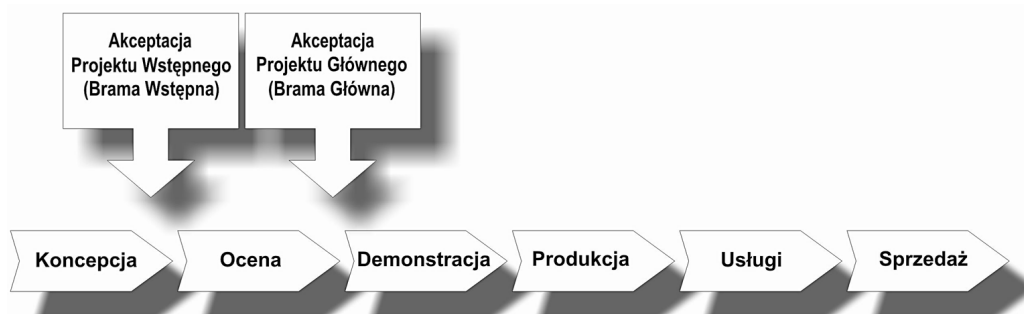 Akceptacja
Projektu Wstępnego
(Brama Wstępna)
Akceptacja
Projektu Głównego
(Brama Główna)
Koncepcja
Ocena
Demonstracja
Produkcja
Usługi
Sprzedaż